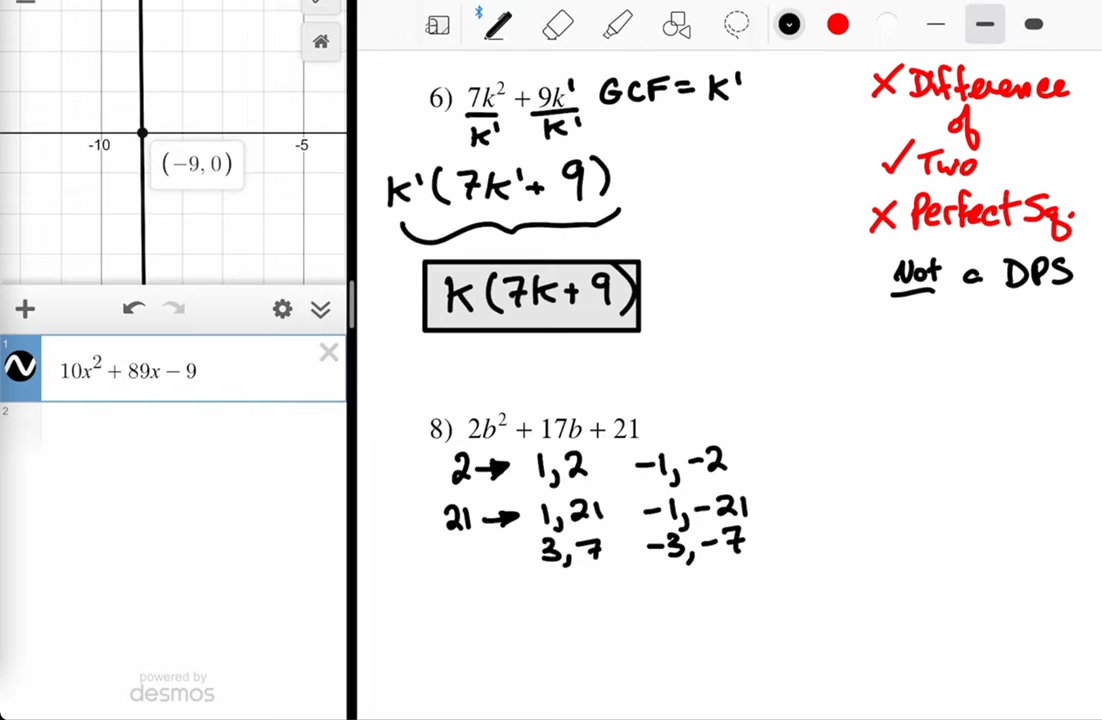 -10
-5
(−9, 0)
1
10x² + 89x − 9
2
powered by
desmos
6) 7k² + 9k¹ GCF = K¹
K¹ K¹
K¹(7K¹+ 9)
K(7K+9)
× Difference
of
✓ Two
× Perfect Sq.
Not a DPS
8) 2b² + 17b + 21
2 → 1,2 -1,-2
21 → 1,21 -1,-21
3,7 -3,-7